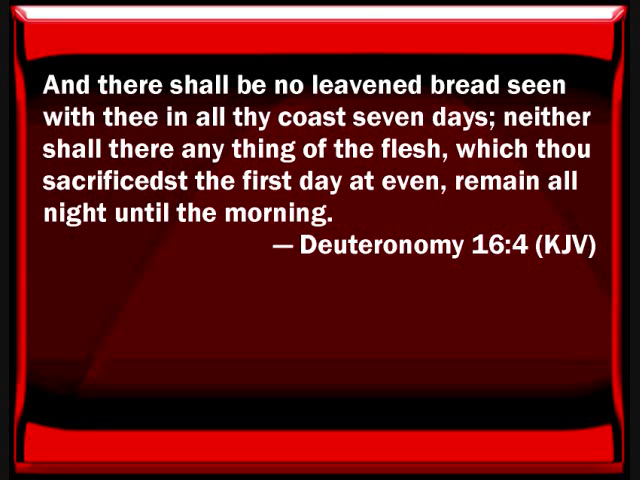 And there shall be no leavened bread seen
with thee in all thy coast seven days; neither
shall there any thing of the flesh, which thou
sacrificedst the first day at even, remain all
night until the morning.
— Deuteronomy 16:4 (KJV)